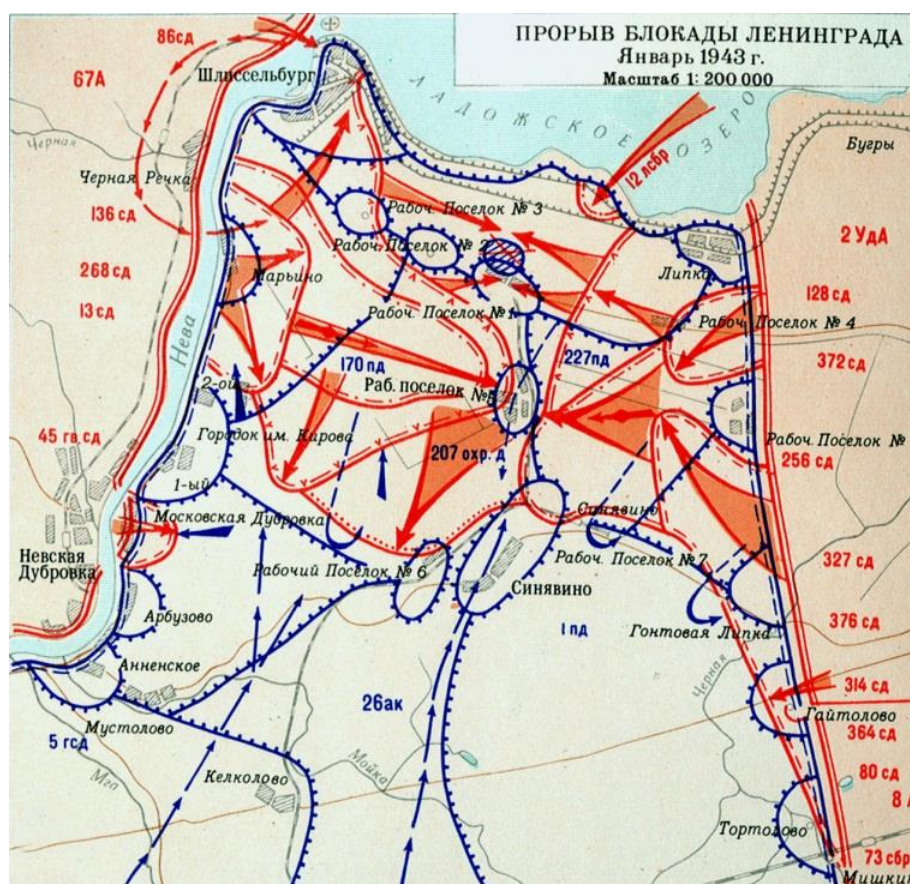 ПРОРЫВ БЛОКАДЫ ЛЕНИНГРАДА
Январь 1943 г.
Масштаб 1: 200 000
86сд
67А
Шлиссельбург
ЛАДОЖСКОЕ ОЗЕРО
12 лсбр
Бугры
Черная
Черная Речка
136 сд
Рабоч. Поселок № 3
2 УдА
268 сд
Рабоч. Поселок № 2
Марьино
Липка
13 сд
128 сд
Нева
Рабоч. Поселок № 1
Рабоч. Поселок № 4
170 пд
227пд
372 сд
2-ой
Раб. поселок № 5
45 гв сд
Городок им. Кирова
207 охр. д
Рабоч. Поселок №
256 сд
1-ый
Московская Дубровка
Синявино
Невская
Дубровка
Рабочий Поселок № 6
Рабоч. Поселок № 7
327 сд
Синявино
Арбузово
1 пд
Гонтовая Липка
376 сд
Анненское
Черная
314 сд
26ак
Мустолово
Гайтолово
364 сд
5 гсд
Мга
Келколово
Мойка
80 сд
8
Тортолово
73 сбр
Мишкин